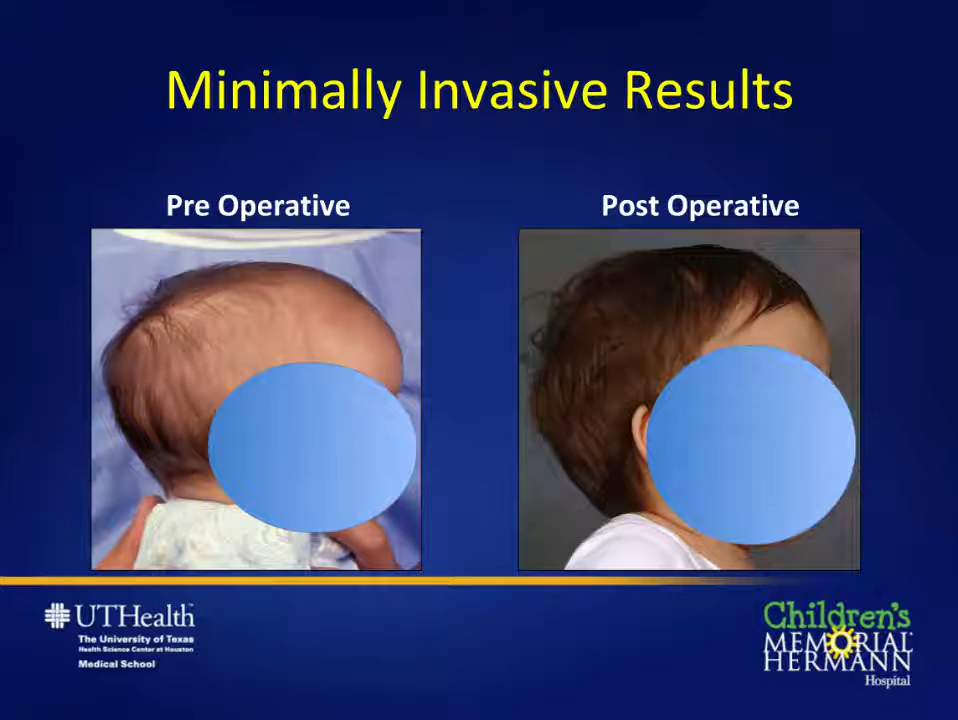 Minimally Invasive Results
Pre Operative
Post Operative
UTHealth
The University of Texas
Health Science Center at Houston
Medical School
Children's
MEMORIAL
HERMANN
Hospital